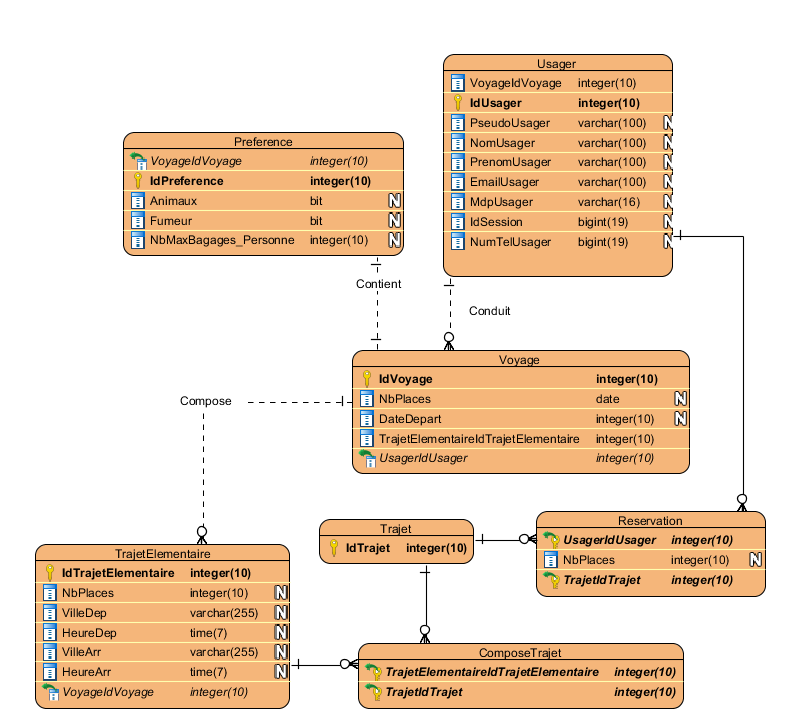 Usager
VoyageIdVoyage integer(10)
IdUsager integer(10)
PseudoUsager varchar(100) N
NomUsager varchar(100) N
PrenomUsager varchar(100) N
EmailUsager varchar(100) N
MdpUsager varchar(16) N
IdSession bigint(19) N
NumTelUsager bigint(19) N
Preference
VoyageIdVoyage integer(10)
IdPreference integer(10)
Animaux bit N
Fumeur bit N
NbMaxBagages_Personne integer(10) N
Contient
Conduit
Voyage
IdVoyage integer(10)
NbPlaces date N
DateDepart integer(10) N
TrajetElementaireIdTrajetElementaire integer(10)
UsagerIdUsager integer(10)
Compose
Trajet
IdTrajet integer(10)
Reservation
UsagerIdUsager integer(10)
NbPlaces integer(10) N
TrajetIdTrajet integer(10)
TrajetElementaire
IdTrajetElementaire integer(10)
NbPlaces integer(10) N
VilleDep varchar(255) N
HeureDep time(7) N
VilleArr varchar(255) N
HeureArr time(7) N
VoyageIdVoyage integer(10)
ComposeTrajet
TrajetElementaireIdTrajetElementaire integer(10)
TrajetIdTrajet integer(10)